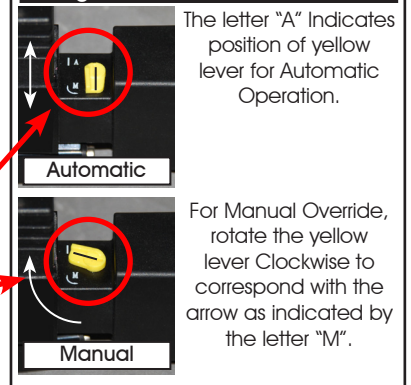 The letter “A” Indicates
position of yellow
lever for Automatic
Operation.
A
M
Automatic
For Manual Override,
rotate the yellow
lever Clockwise to
correspond with the
arrow as indicated by
the letter “M”.
M
Manual